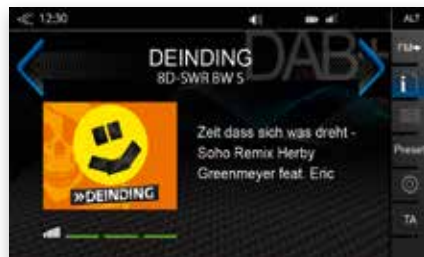 12:30
ALT
DEINDING
DAB+
8D-SWR BW S
i
Zeit dass sich was dreht -
Soho Remix Herby
Greenmeyer feat. Eric
»DEINDING
Preset
TA